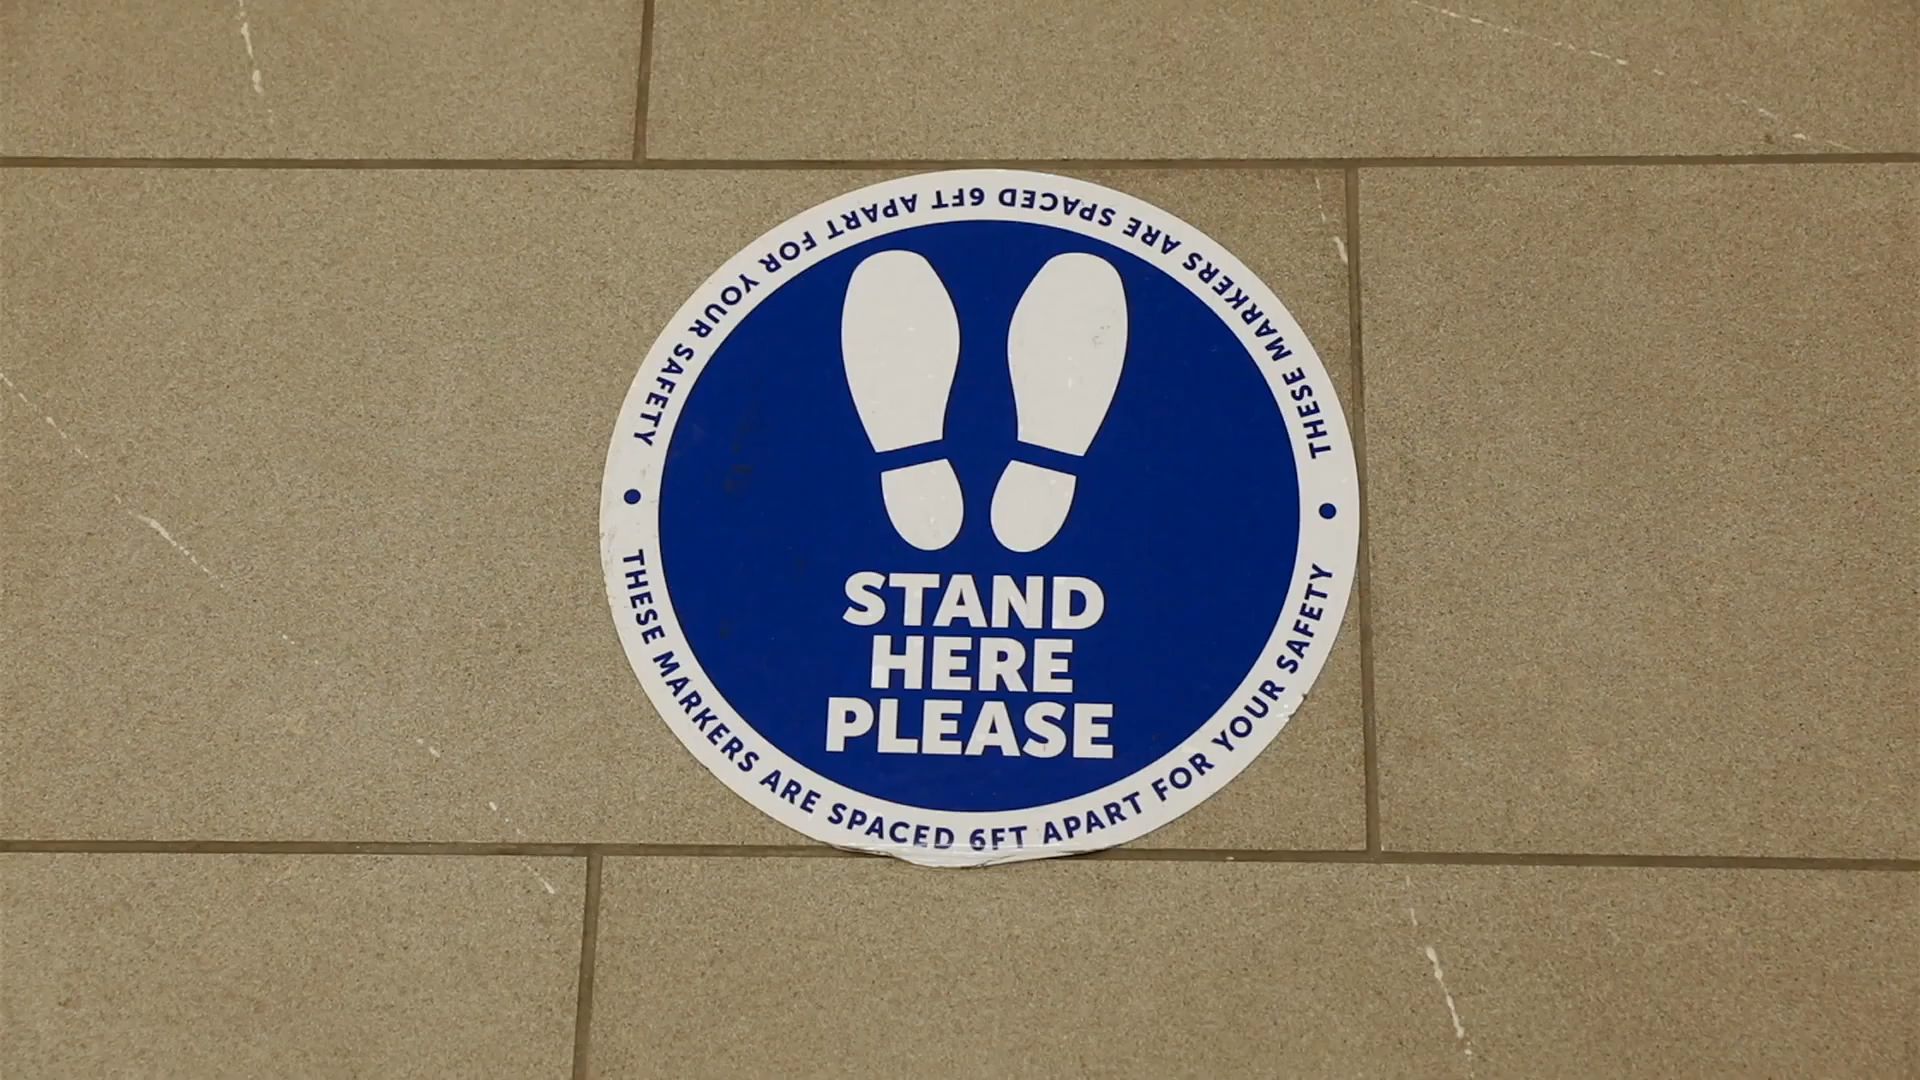 THESE MARKERS ARE SPACED 6FT APART FOR YOUR SAFETY
STAND
HERE
PLEASE
THESE MARKERS ARE SPACED 6FT APART FOR YOUR SAFETY